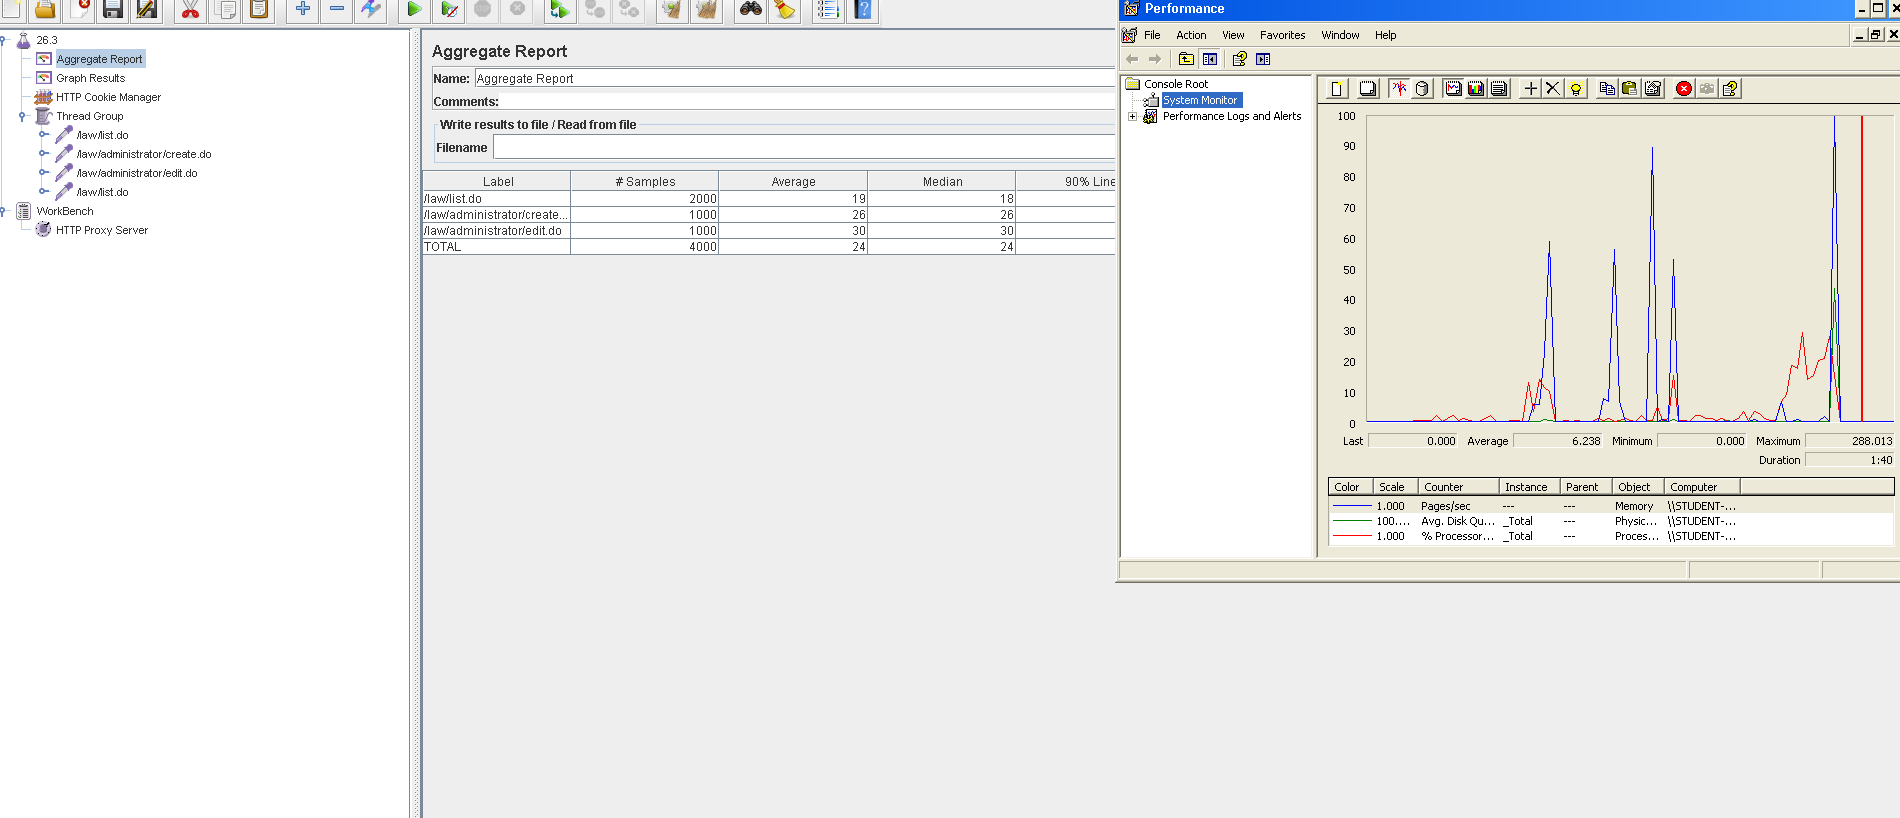 26.3
Aggregate Report
Graph Results
HTTP Cookie Manager
Thread Group
/law/list.do
/law/administrator/create.do
/law/administrator/edit.do
/law/list.do
WorkBench
HTTP Proxy Server
Aggregate Report
Name: Aggregate Report
Comments:
Write results to file / Read from file
Filename
Label # Samples Average Median 90% Line
/law/list.do 2000 19 18
/law/administrator/create... 1000 26 26
/law/administrator/edit.do 1000 30 30
TOTAL 4000 24 24
Performance
File Action View Favorites Window Help
Console Root
System Monitor
Performance Logs and Alerts
100
90
80
70
60
50
40
30
20
10
0
Last 0.000 Average 6.238 Minimum 0.000 Maximum 288.013
Duration 1:40
Color Scale Counter Instance Parent Object Computer
1.000 Pages/sec --- --- Memory \\STUDENT-...
100.... Avg. Disk Qu... _Total --- Physic... \\STUDENT-...
1.000 % Processor... _Total --- Proces... \\STUDENT-...